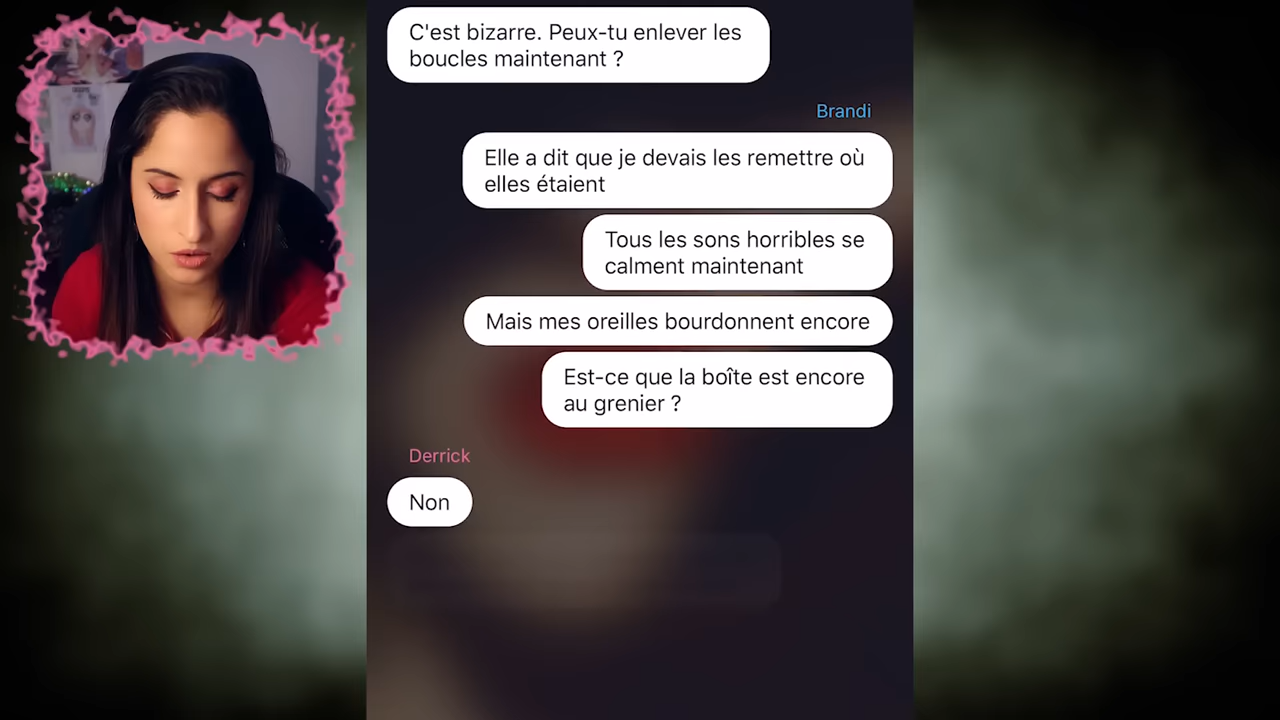 C'est bizarre. Peux-tu enlever les
boucles maintenant ?
Brandi
Elle a dit que je devais les remettre où
elles étaient
Tous les sons horribles se
calment maintenant
Mais mes oreilles bourdonnent encore
Est-ce que la boîte est encore
au grenier ?
Derrick
Non